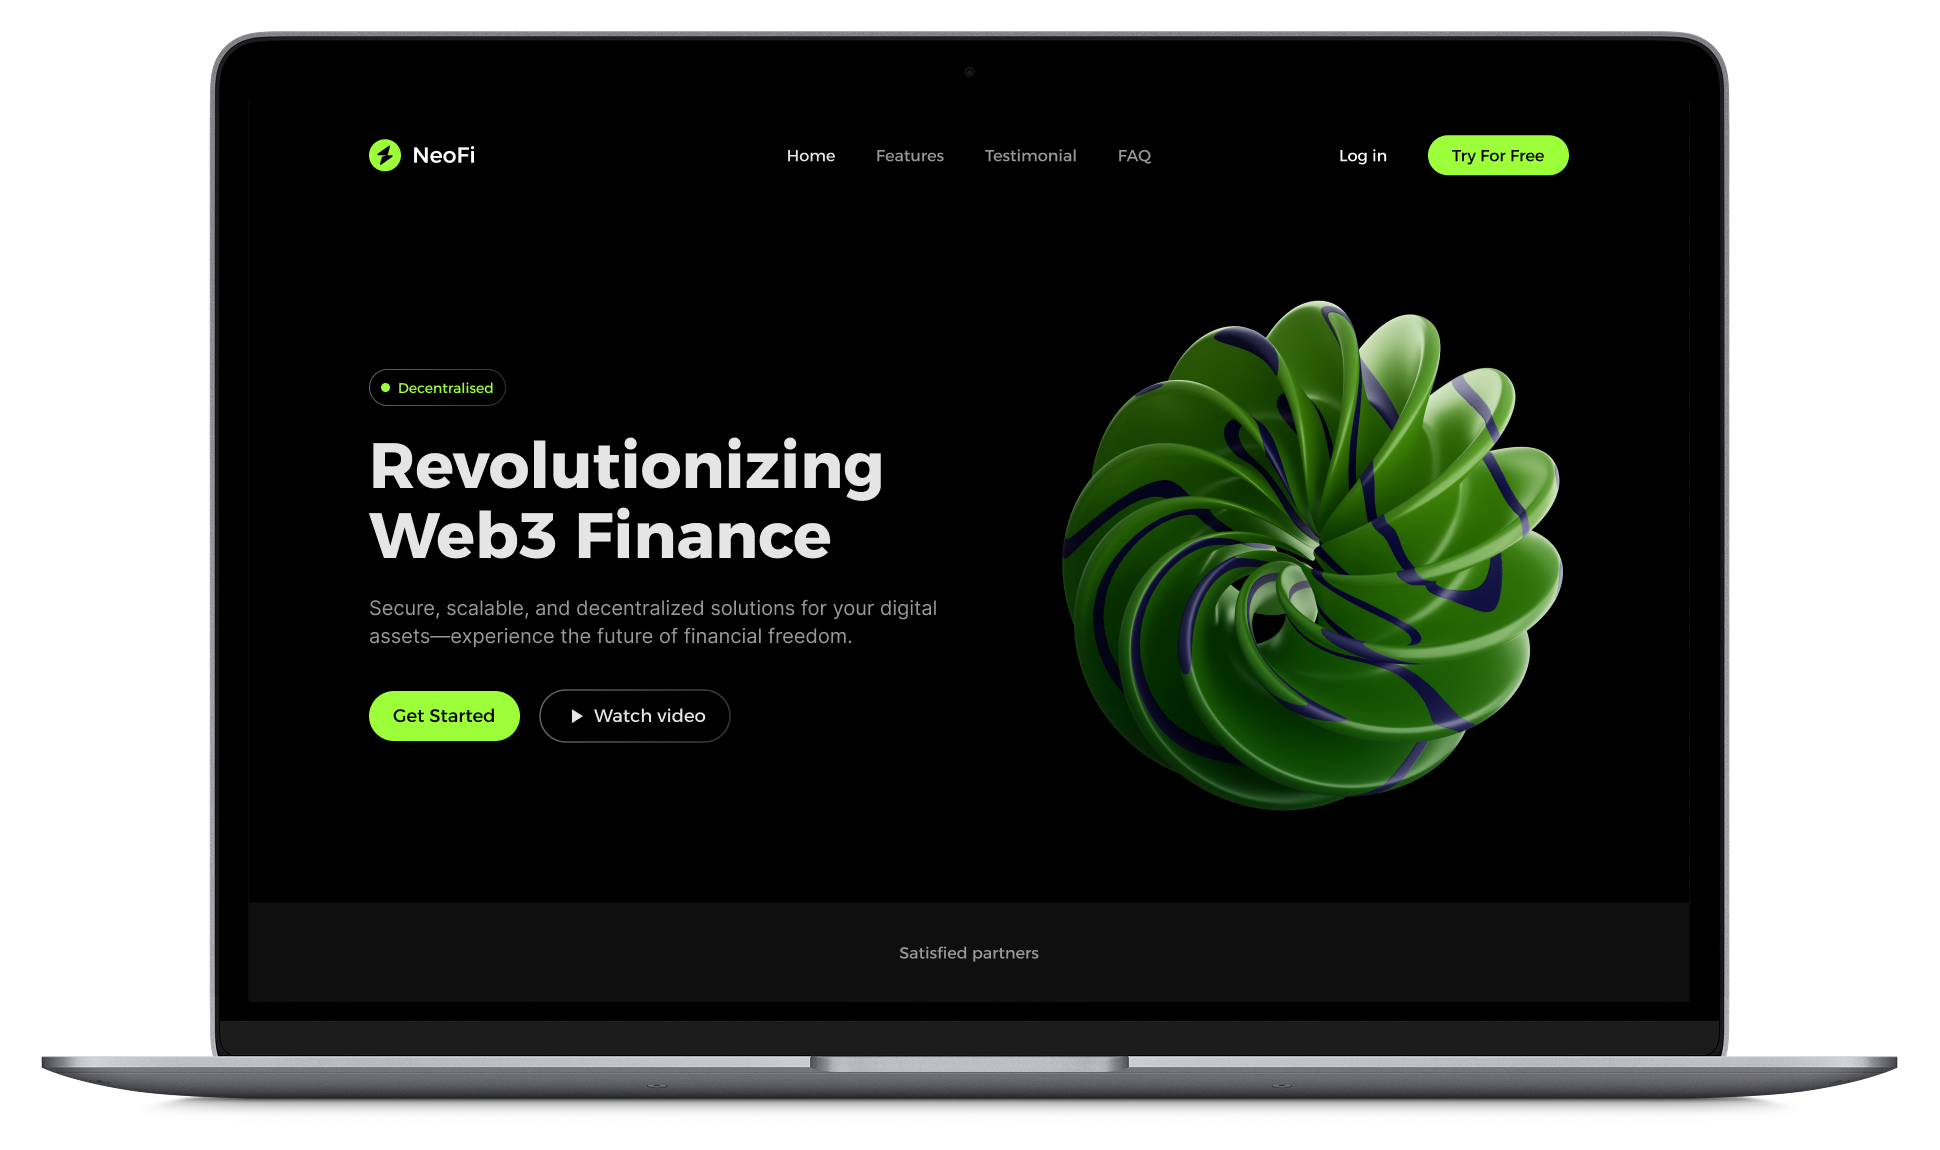 NeoFi
Home Features Testimonial FAQ
Log in
Try For Free
Decentralised
Revolutionizing
Web3 Finance
Secure, scalable, and decentralized solutions for your digital
assets—experience the future of financial freedom.
Get Started
Watch video
Satisfied partners